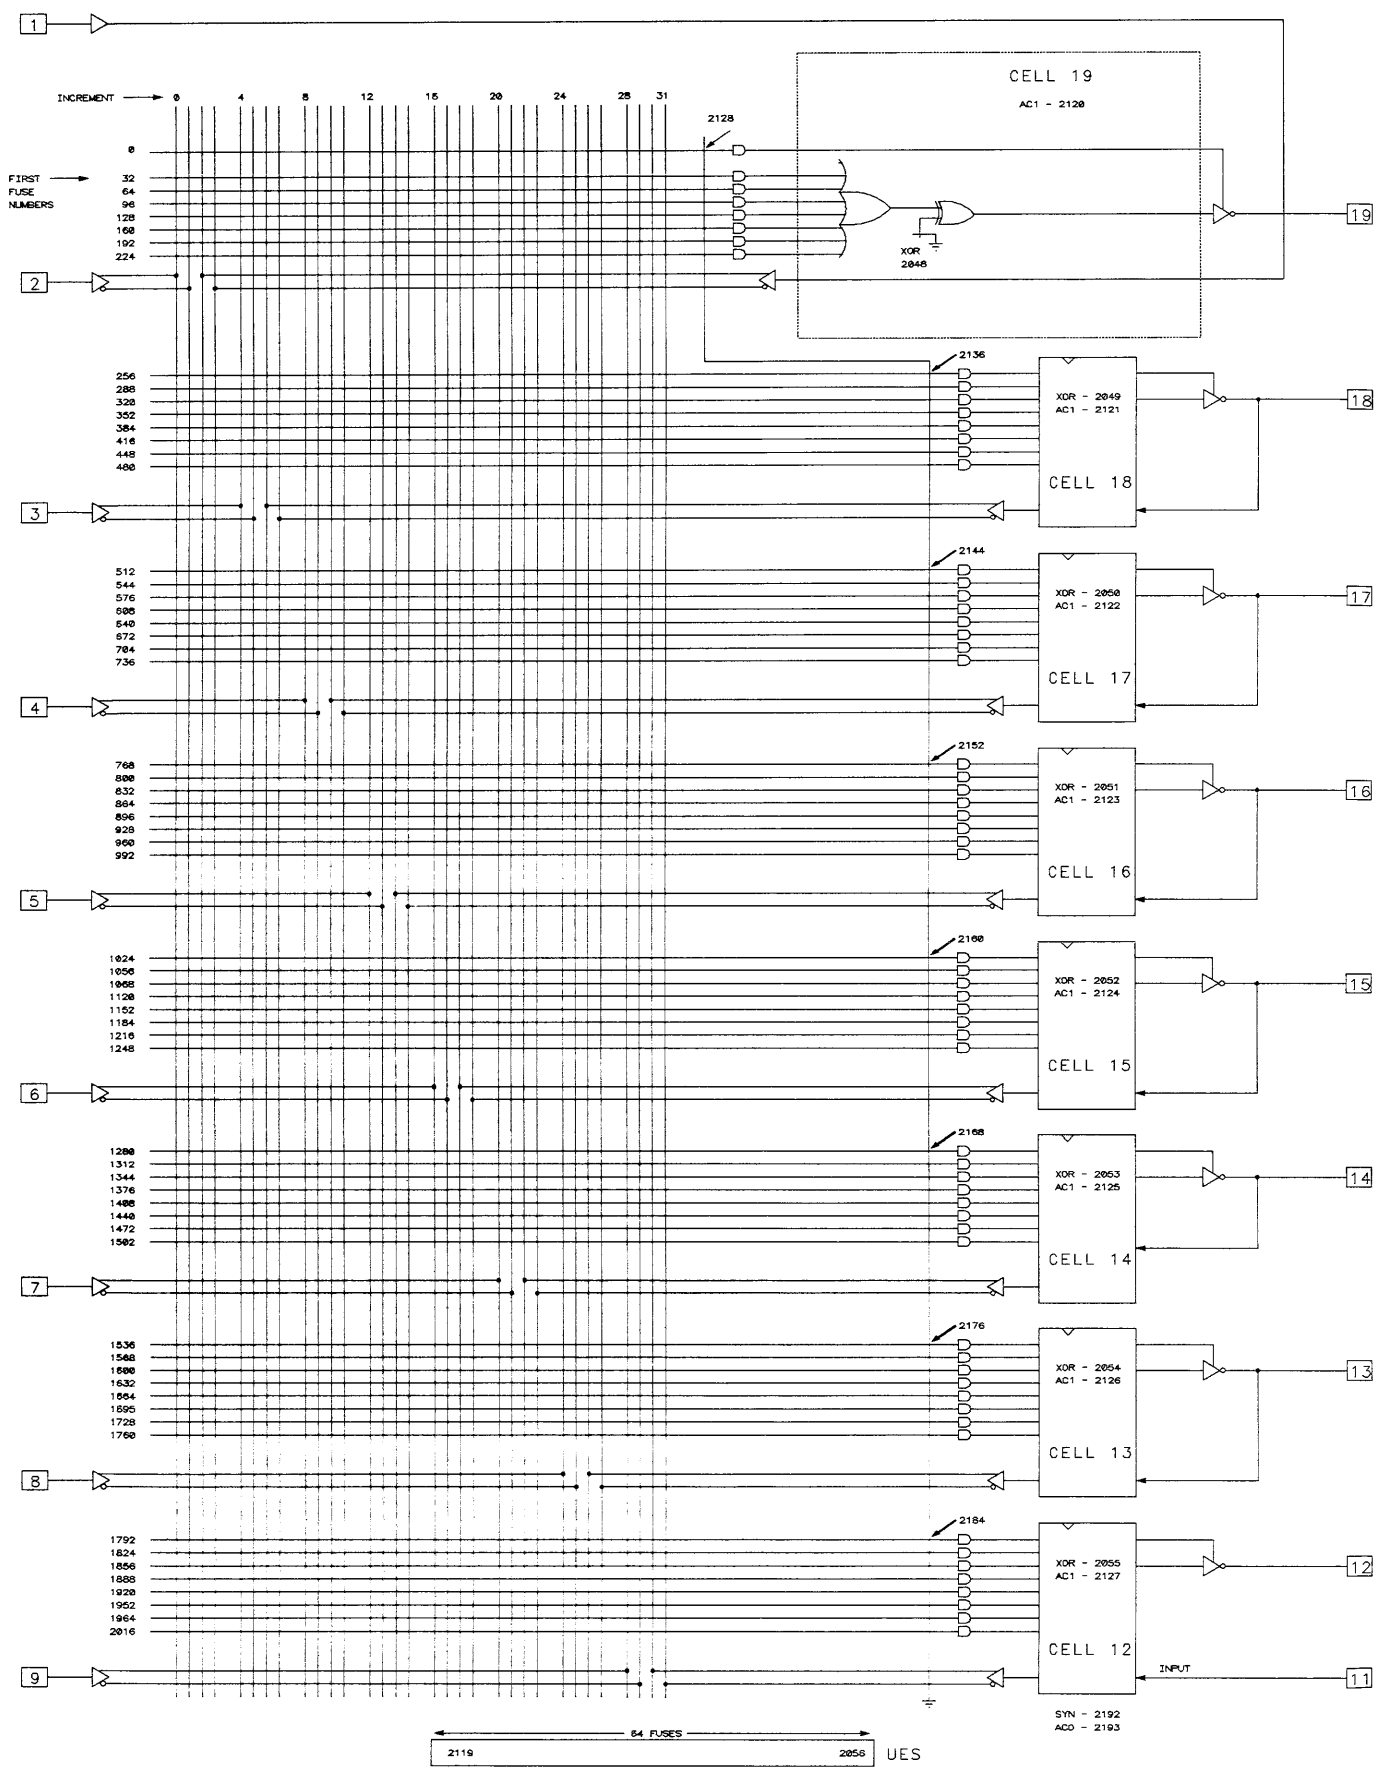 1
CELL 19
AC1 - 2120
INCREMENT 0 4 8 12 16 20 24 28 31
2128
0
FIRST
FUSE
NUMBERS
32
64
96
128
160
192
224
XOR
2048
19
2
2136
256
288
320
352
384
416
448
480
XOR - 2049
AC1 - 2121
CELL 18
18
3
2144
512
544
576
608
640
672
704
736
XOR - 2050
AC1 - 2122
CELL 17
17
4
2152
768
800
832
864
896
928
960
992
XOR - 2051
AC1 - 2123
CELL 16
16
5
2160
1024
1056
1088
1120
1152
1184
1216
1248
XOR - 2052
AC1 - 2124
CELL 15
15
6
2168
1280
1312
1344
1376
1408
1440
1472
1502
XOR - 2053
AC1 - 2125
CELL 14
14
7
2176
1536
1568
1600
1632
1664
1695
1728
1760
XOR - 2054
AC1 - 2126
CELL 13
13
8
2184
1792
1824
1856
1888
1920
1952
1964
2016
XOR - 2055
AC1 - 2127
CELL 12
12
9
INPUT
11
SYN - 2192
AC0 - 2193
64 FUSES
2119 2056 UES